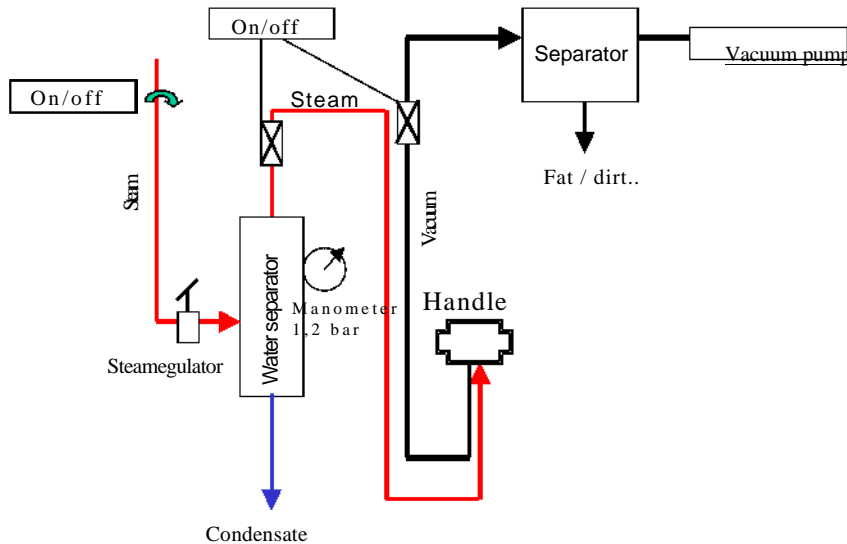 On/off
Separator
Vacuum pump
On/off
Steam
Fat / dirt..
Steam
Vacuum
Water separator
Manometer
1,2 bar
Handle
Steamegulator
Condensate